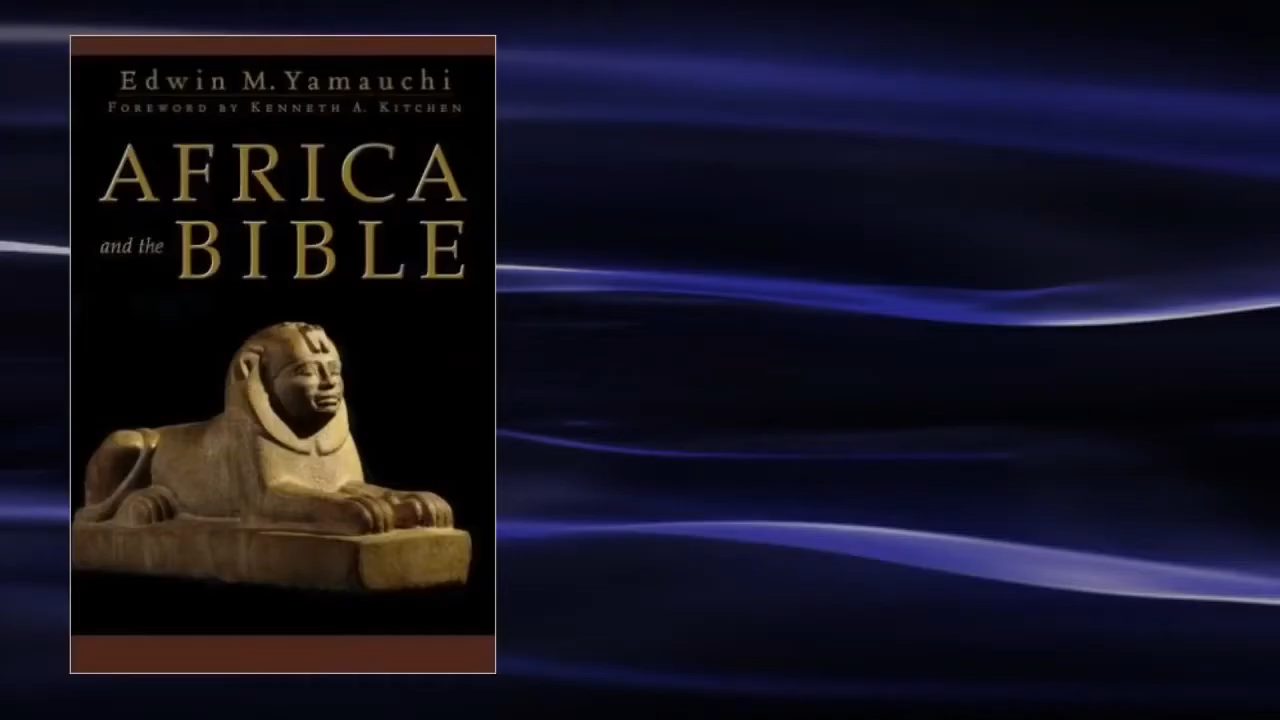 Edwin M. Yamauchi
Foreword by Kenneth A. Kitchen
AFRICA
and the BIBLE